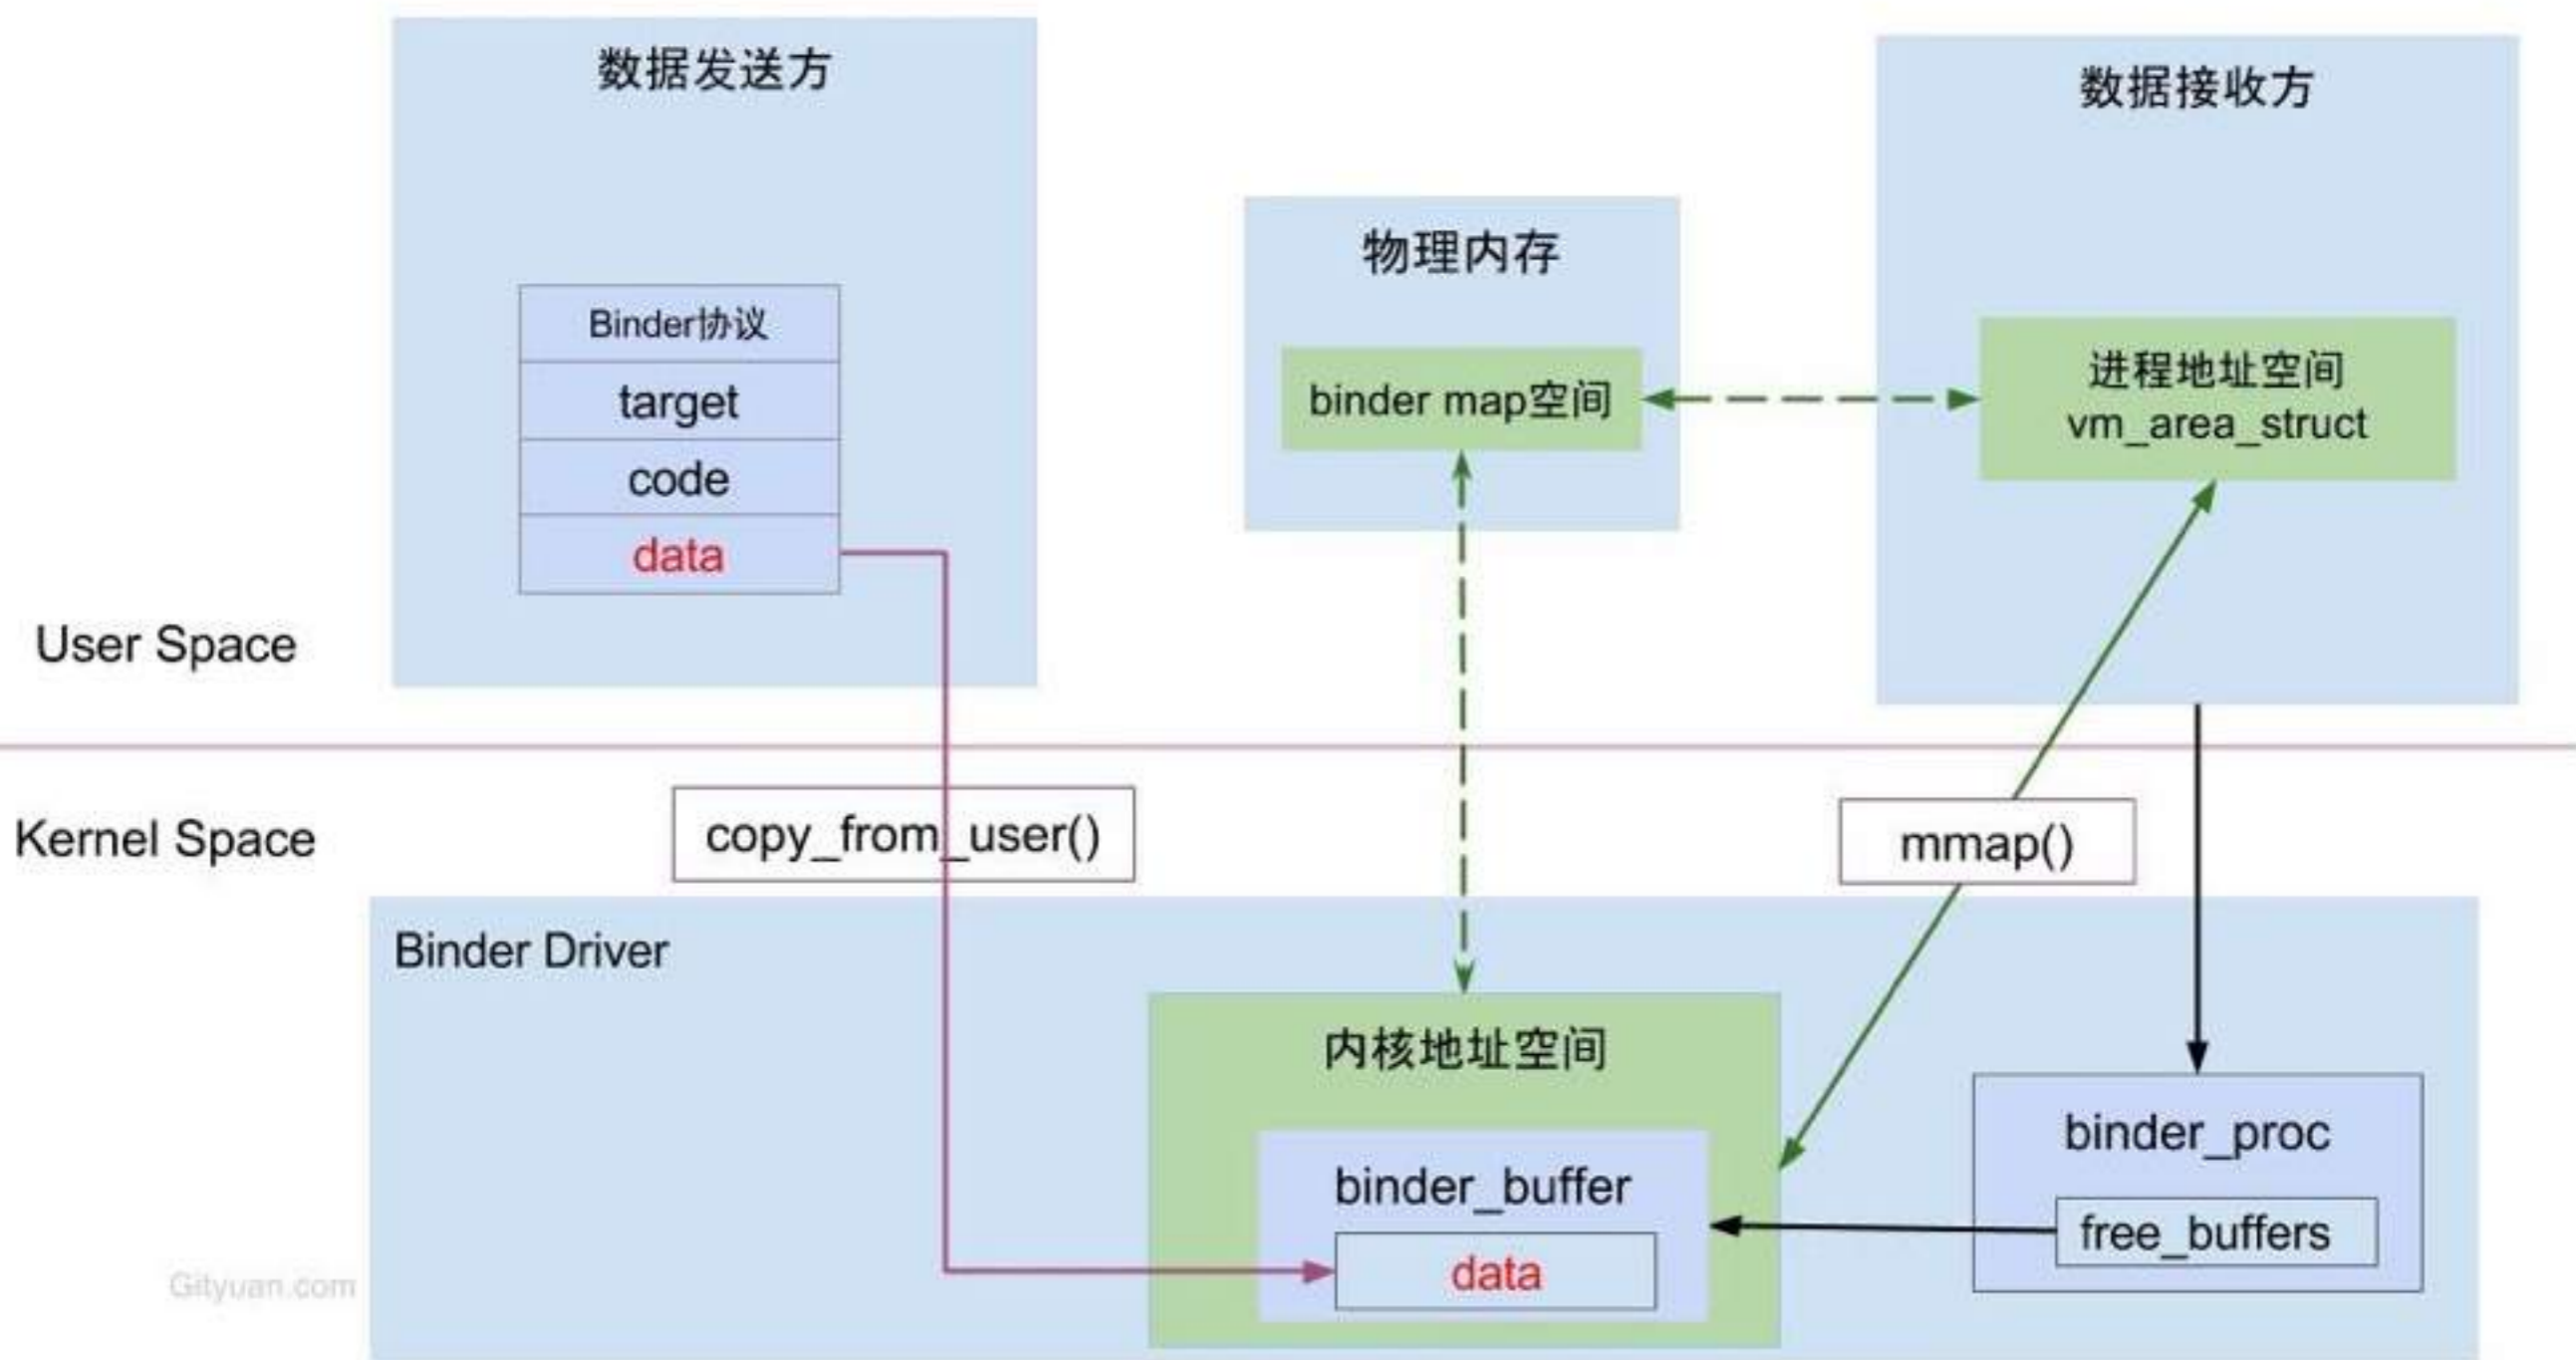 数据发送方
Binder协议
target
code
data
物理内存
binder map空间
数据接收方
进程地址空间
vm_area_struct
User Space
Kernel Space
copy_from_user()
mmap()
Binder Driver
内核地址空间
binder_buffer
data
binder_proc
free_buffers
Gityuan.com